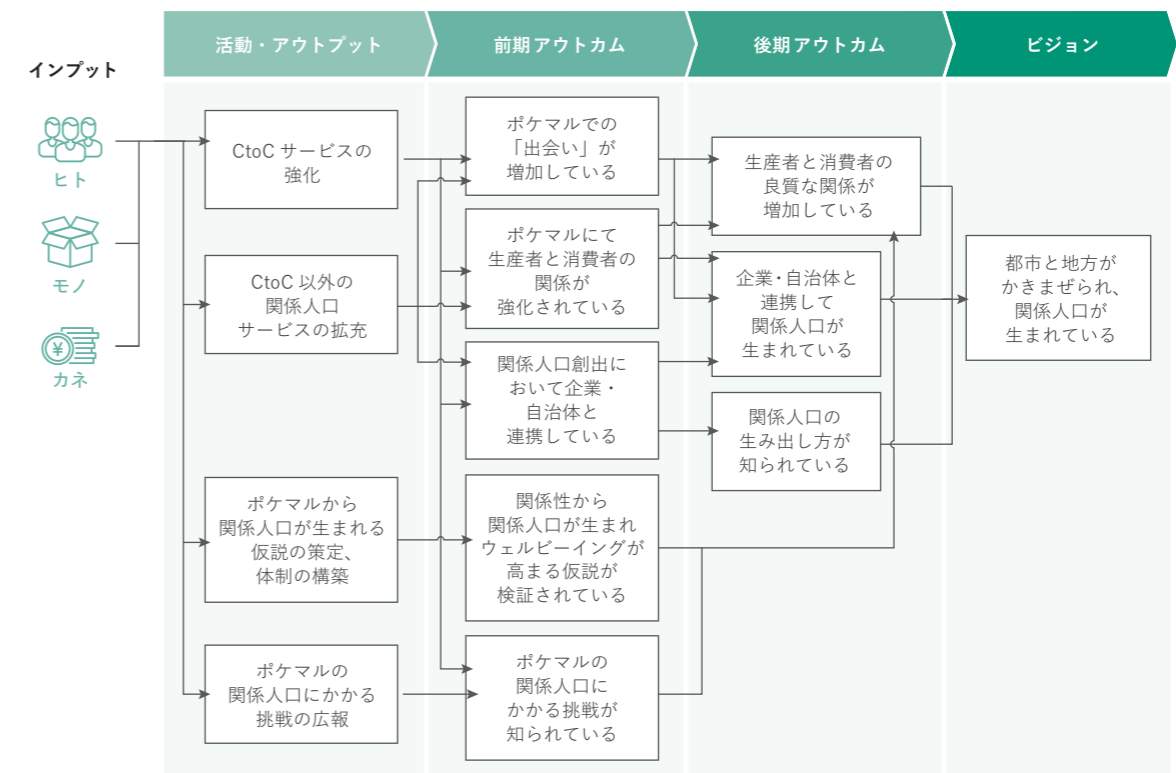 インプット
ヒト
モノ
¥
カネ
活動・アウトプット
CtoC サービスの
強化
CtoC 以外の
関係人口
サービスの拡充
ポケマルから
関係人口が生まれる
仮説の策定、
体制の構築
ポケマルの
関係人口にかかる
挑戦の広報
前期アウトカム
ポケマルでの
「出会い」が
増加している
ポケマルにて
生産者と消費者の
関係が
強化されている
関係人口創出に
おいて企業・
自治体と
連携している
関係性から
関係人口が生まれ
ウェルビーイングが
高まる仮説が
検証されている
ポケマルの
関係人口に
かかる挑戦が
知られている
後期アウトカム
生産者と消費者の
良質な関係が
増加している
企業・自治体と
連携して
関係人口が
生まれている
関係人口の
生み出し方が
知られている
ビジョン
都市と地方が
かきまぜられ、
関係人口が
生まれている